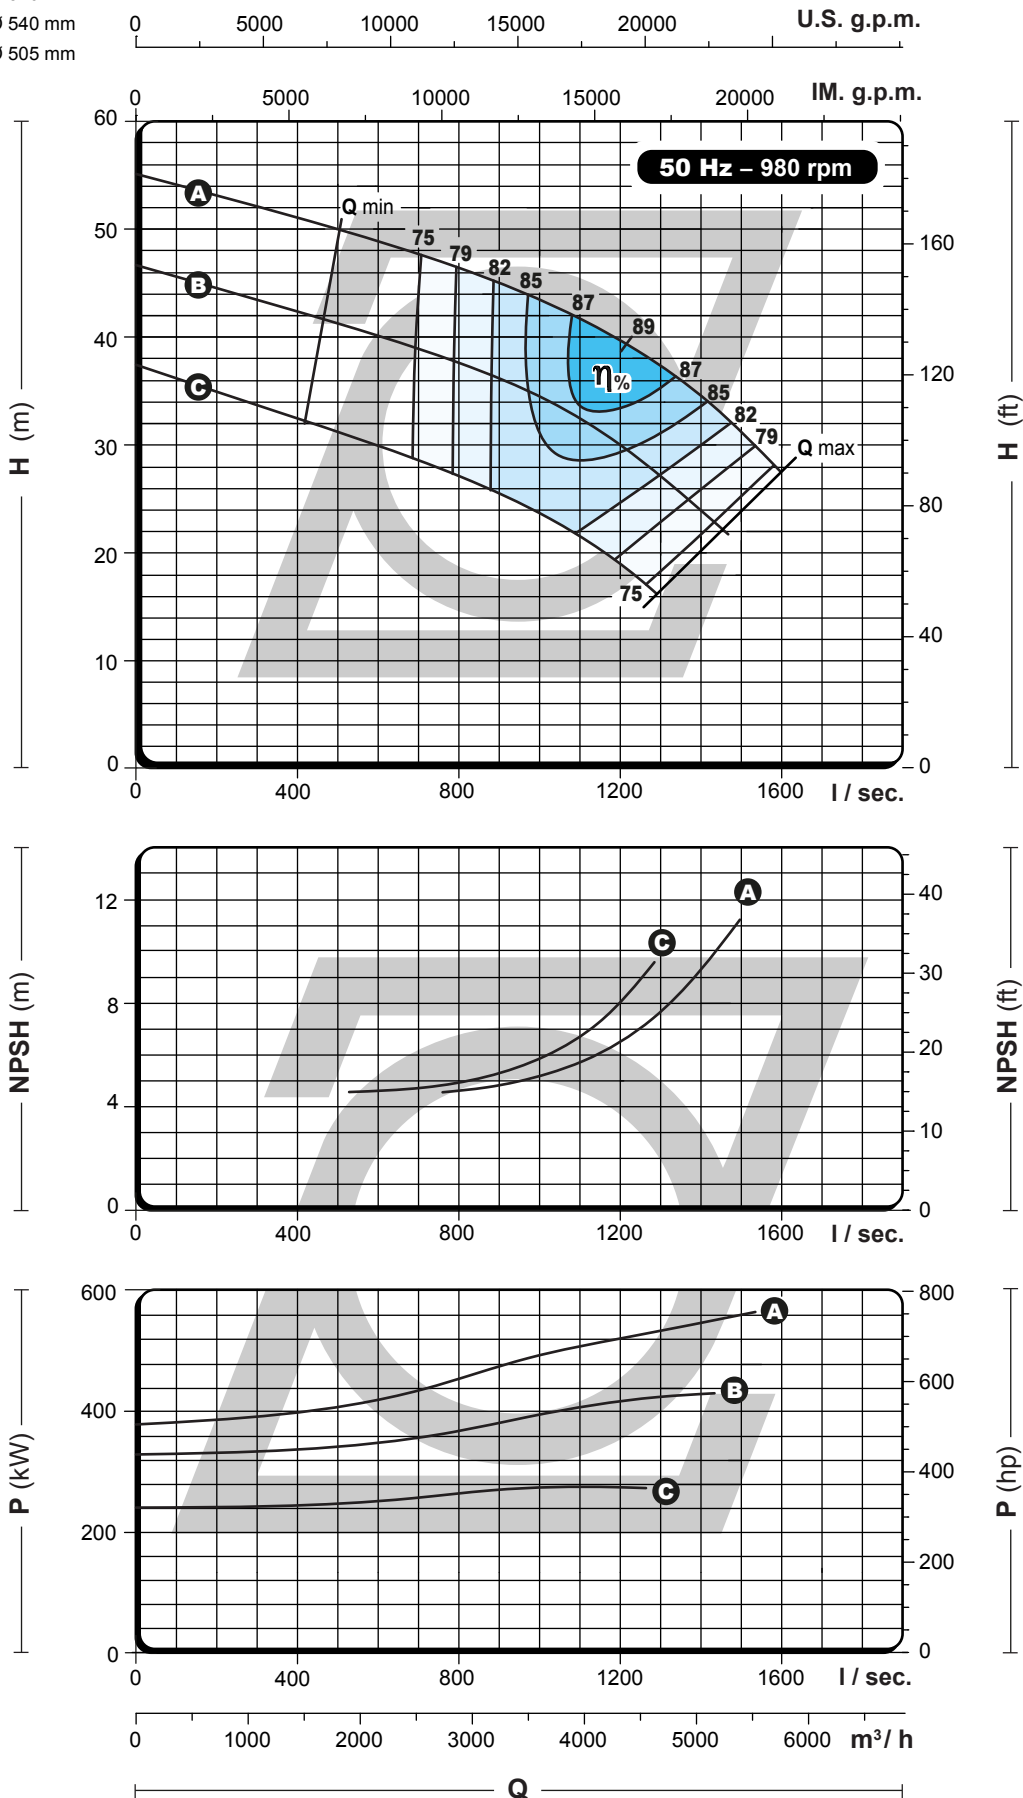 Ø 540 mm
Ø 505 mm
0 5000 10000 15000 20000 U.S. g.p.m.
0 5000 10000 15000 20000 IM. g.p.m.
50 Hz – 980 rpm
60
50
40
30
20
10
0
H (m)
160
120
80
40
0
H (ft)
A
B
C
Q min
75
79
82
85
87
89
η%
87
85
82
79
Q max
75
0 400 800 1200 1600 l / sec.
12
8
4
0
NPSH (m)
40
30
20
10
0
NPSH (ft)
A
C
0 400 800 1200 1600 l / sec.
600
400
200
0
P (kW)
800
600
400
200
0
P (hp)
A
B
C
0 400 800 1200 1600 l / sec.
0 1000 2000 3000 4000 5000 6000 m³/ h
Q